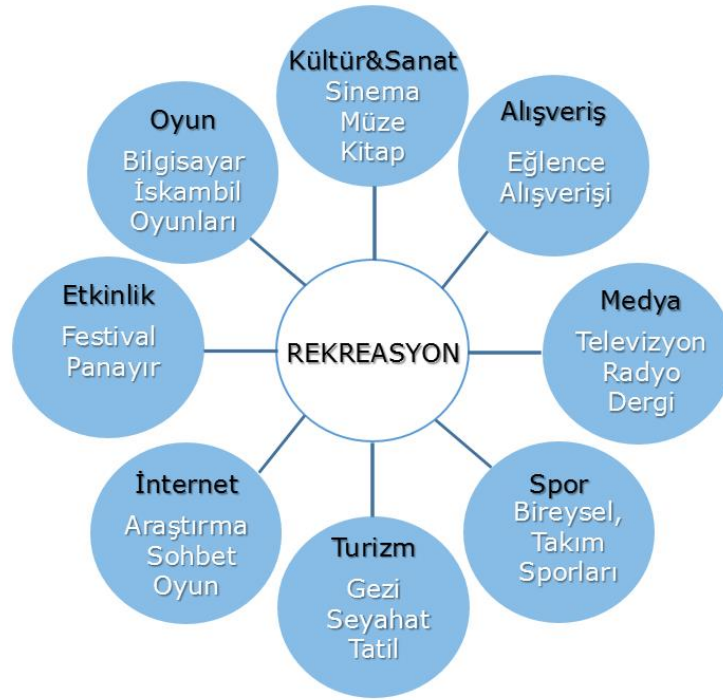 Kültür&Sanat
Sinema
Müze
Kitap
Alışveriş
Eğlence
Alışverişi
Medya
Televizyon
Radyo
Dergi
Spor
Bireysel,
Takım
Sporları
Turizm
Gezi
Seyahat
Tatil
İnternet
Araştırma
Sohbet
Oyun
Etkinlik
Festival
Panayır
Oyun
Bilgisayar
İskambil
Oyunları
REKREASYON